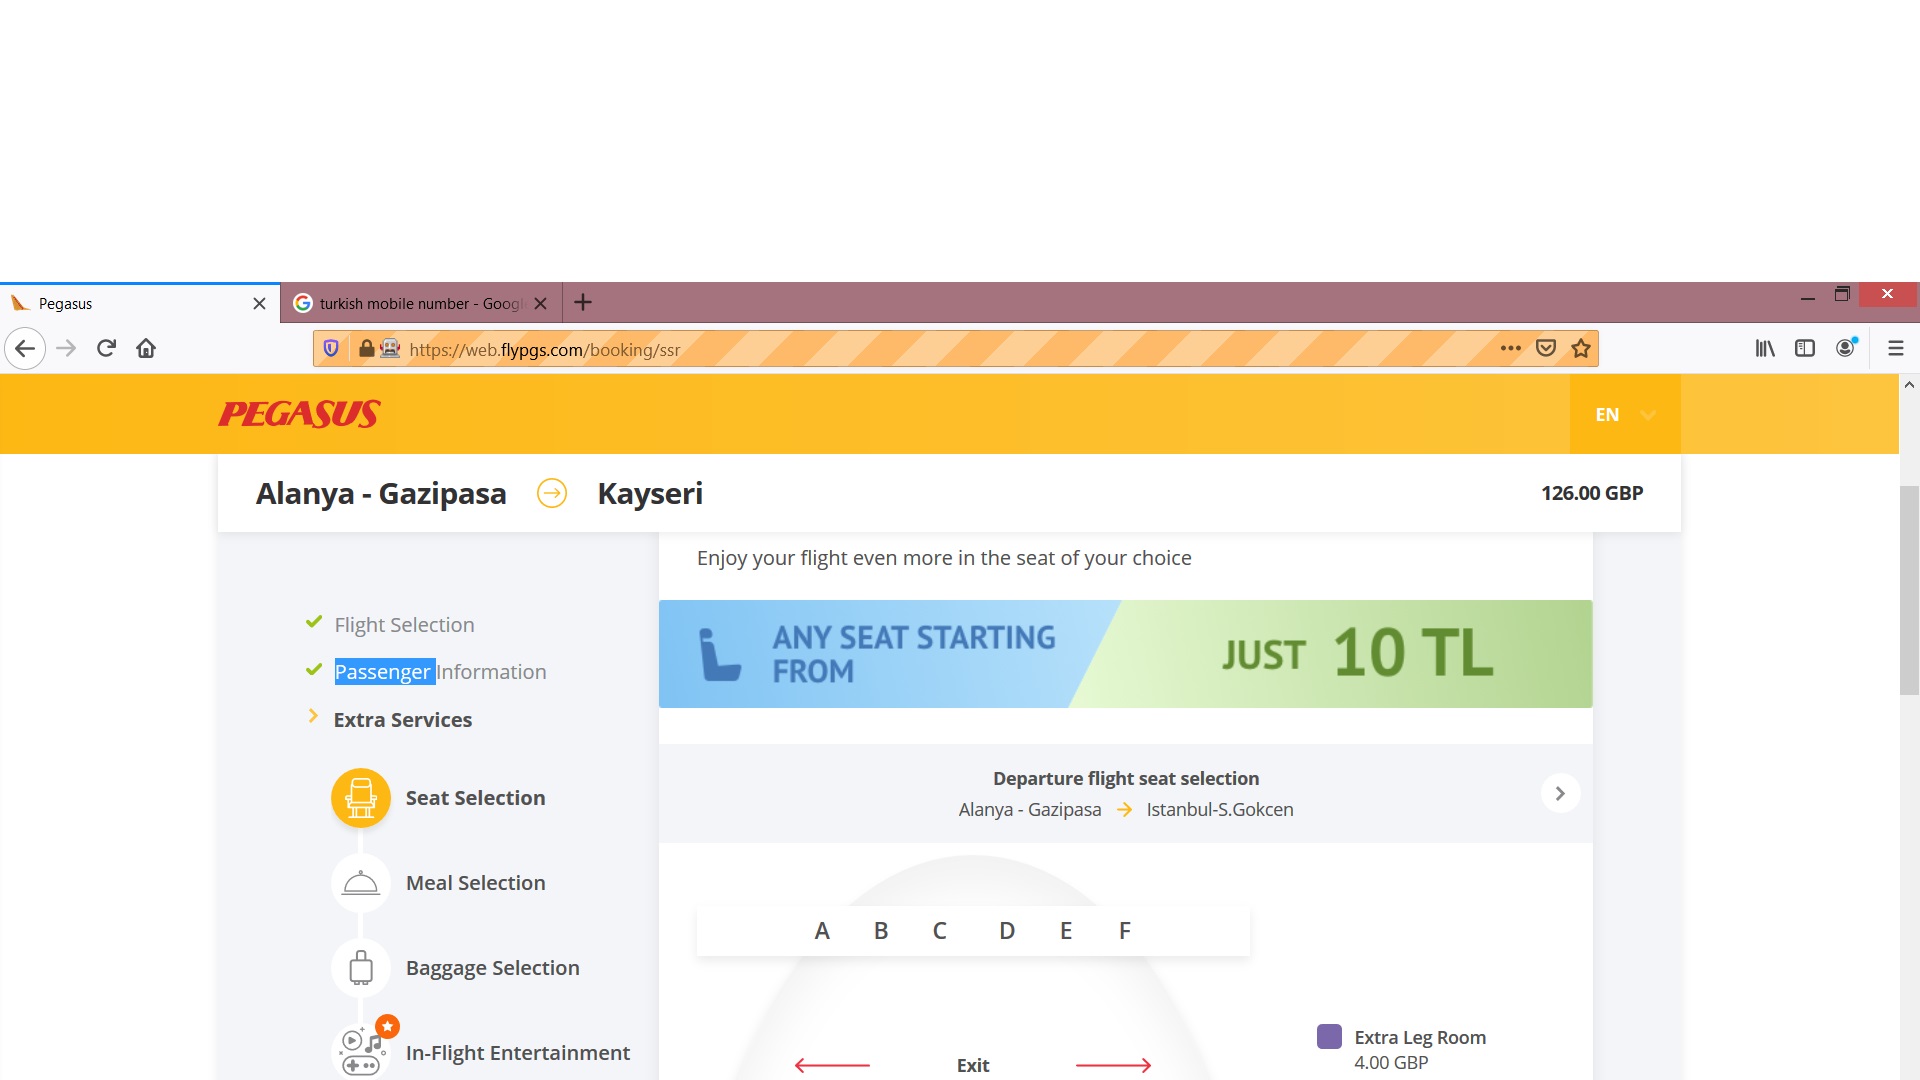 Pegasus
turkish mobile number - Goog
https://web.flypgs.com/booking/ssr
PEGASUS
EN
Alanya - Gazipasa
Kayseri
126.00 GBP
Enjoy your flight even more in the seat of your choice
Flight Selection
Passenger Information
Extra Services
Seat Selection
Meal Selection
Baggage Selection
In-Flight Entertainment
ANY SEAT STARTING
FROM
JUST 10 TL
Departure flight seat selection
Alanya - Gazipasa
Istanbul-S.Gokcen
A B C D E F
Exit
Extra Leg Room
4.00 GBP